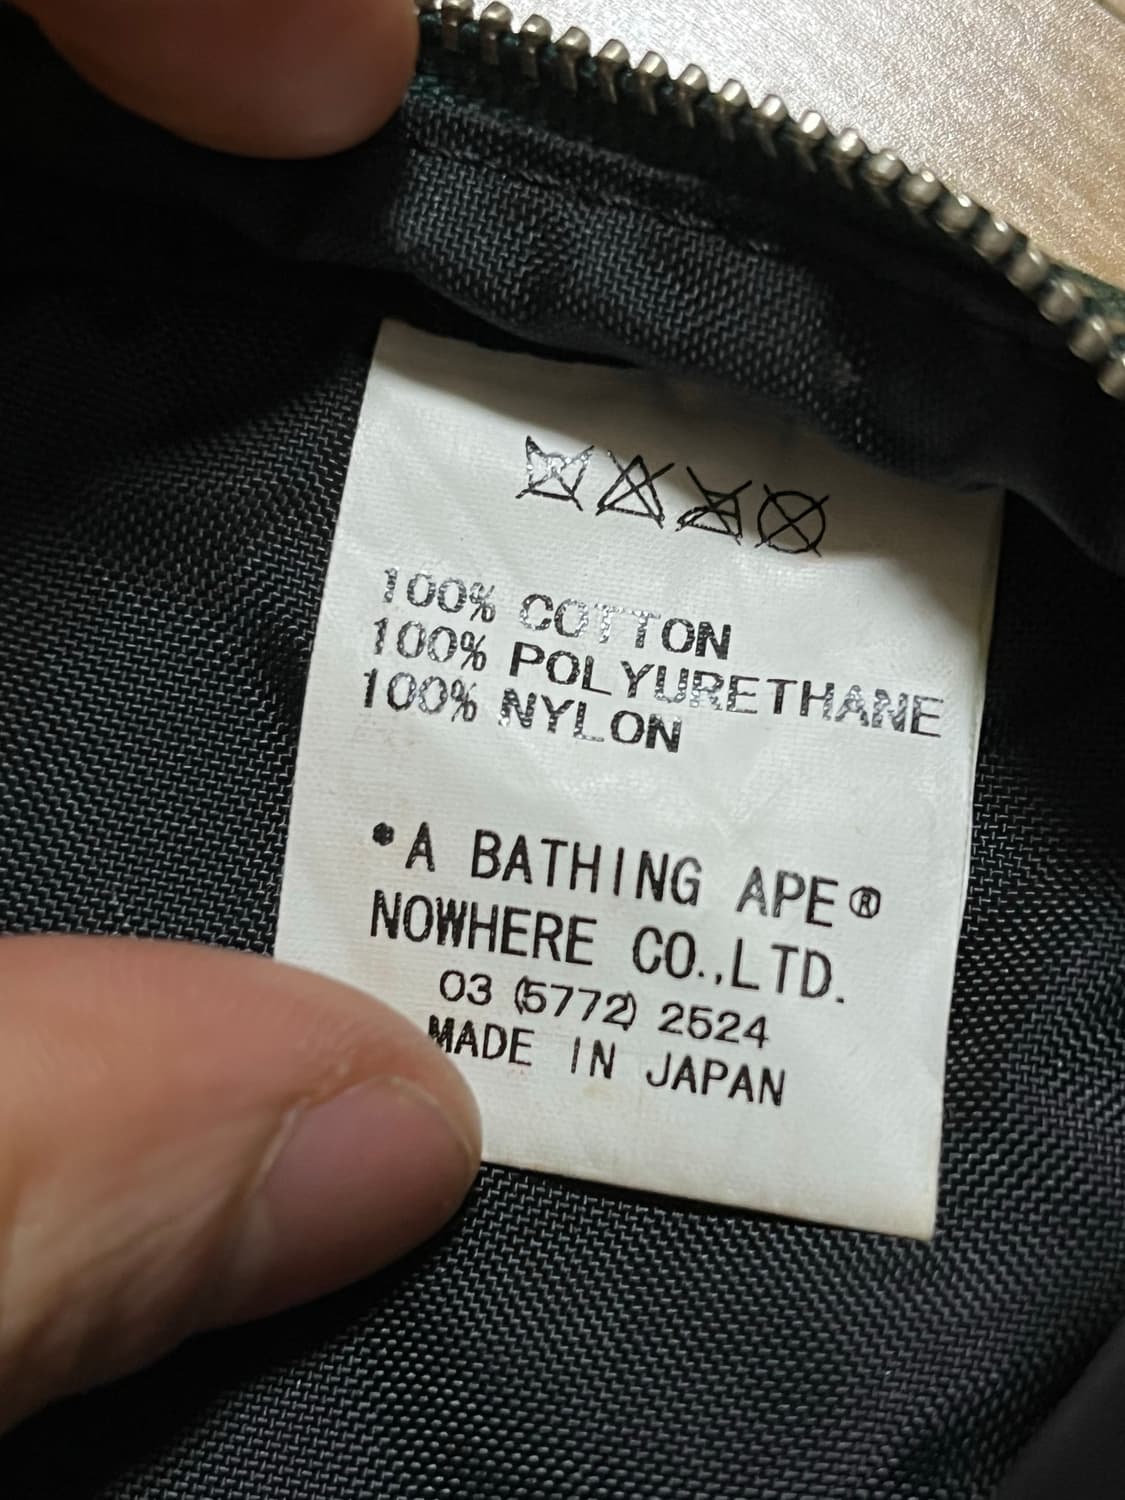 100% COTTON
100% POLYURETHANE
100% NYLON
•A BATHING APE®
NOWHERE CO.,LTD.
03 (5772) 2524
MADE IN JAPAN